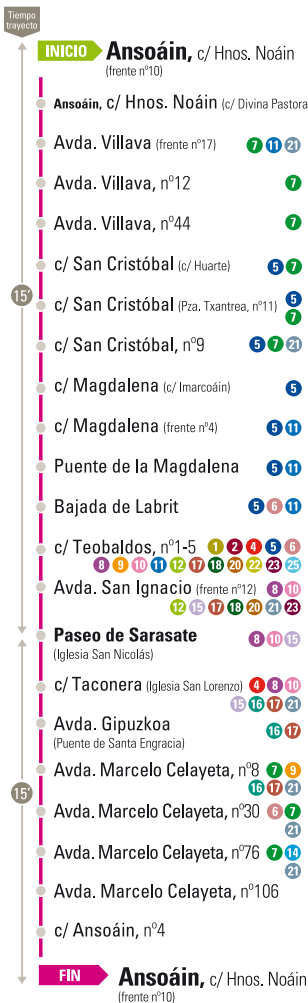 Tiempo
trayecto
INICIO Ansoáin, c/ Hnos. Noáin
(frente nº10)
Ansoáin, c/ Hnos. Noáin (c/ Divina Pastora
Avda. Villava (frente nº17) 7 11 21
Avda. Villava, nº12 7
Avda. Villava, nº44 7
c/ San Cristóbal (c/ Huarte) 5 7
15'
c/ San Cristóbal (Pza. Txantrea, nº11) 5
7
c/ San Cristóbal, nº9 5 7 21
c/ Magdalena (c/ Imarcoáin) 5
c/ Magdalena (frente nº4) 5 11
Puente de la Magdalena 5 11
Bajada de Labrit 5 6 11
c/ Teobaldos, nº1-5 1 2 4 5 6
8 9 10 11 12 17 18 20 22 23 25
Avda. San Ignacio (frente nº12) 8 10
12 15 17 18 20 21 23
Paseo de Sarasate 8 10 15
(Iglesia San Nicolás)
c/ Taconera (Iglesia San Lorenzo) 4 8 10
15 16 17 21
Avda. Gipuzkoa 16 17
(Puente de Santa Engracia)
Avda. Marcelo Celayeta, nº8 7 9
16 17 21
15'
Avda. Marcelo Celayeta, nº30 6 7
21
Avda. Marcelo Celayeta, nº76 7 14
21
Avda. Marcelo Celayeta, nº106
c/ Ansoáin, nº4
FIN Ansoáin, c/ Hnos. Noáin
(frente nº10)